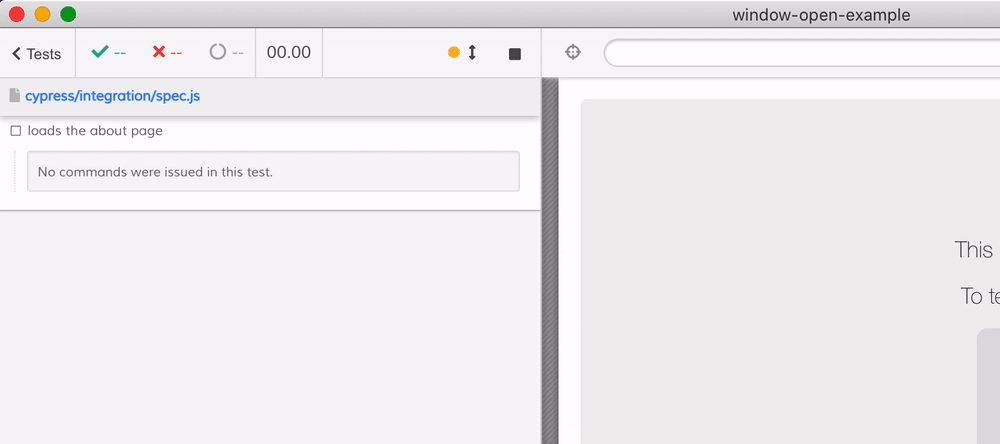 window-open-example
Tests
--
--
--
00.00
cypress/integration/spec.js
loads the about page
No commands were issued in this test.
This
To te